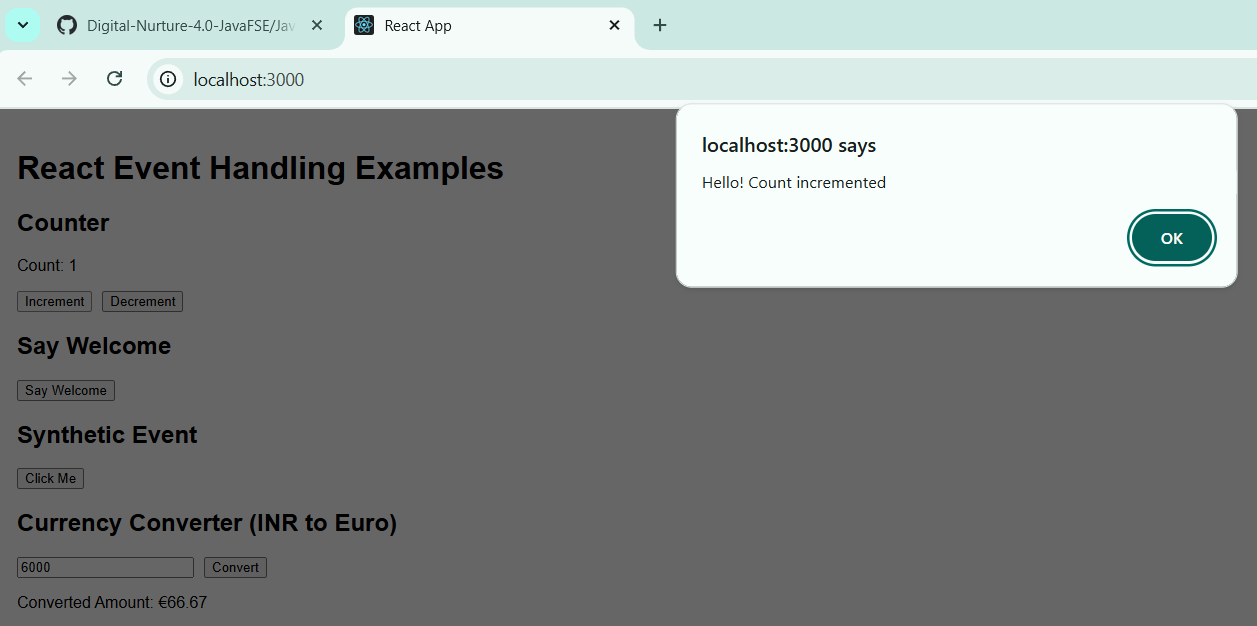 Digital-Nurture-4.0-JavaFSE/Jav
React App
localhost:3000
localhost:3000 says
Hello! Count incremented
OK
React Event Handling Examples
Counter
Count: 1
Increment Decrement
Say Welcome
Say Welcome
Synthetic Event
Click Me
Currency Converter (INR to Euro)
6000 Convert
Converted Amount: €66.67